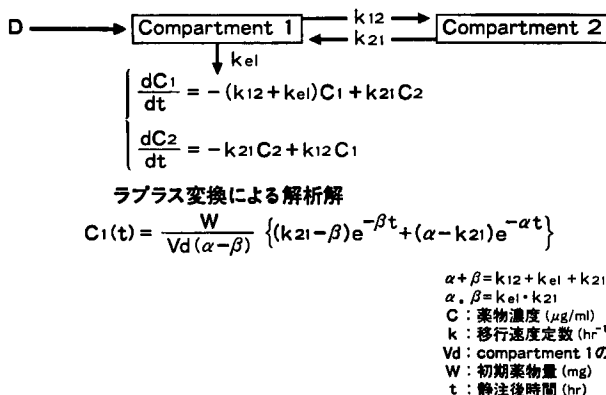 D Compartment 1 k12 k21 Compartment 2
kel
dC1/dt = -(k12+kel)C1+k21C2
dC2/dt = -k21C2+k12C1
ラプラス変換による解析解
C1(t) = W/Vd(α-β) {(k21-β)e^-βt+(α-k21)e^-αt}
α+β=k12+kel+k21
α。β=kel・k21
C：薬物濃度 (μg/ml)
k：移行速度定数 (hr⁻¹
Vd：compartment 1の
W：初期薬物量 (mg)
t：静注後時間 (hr)